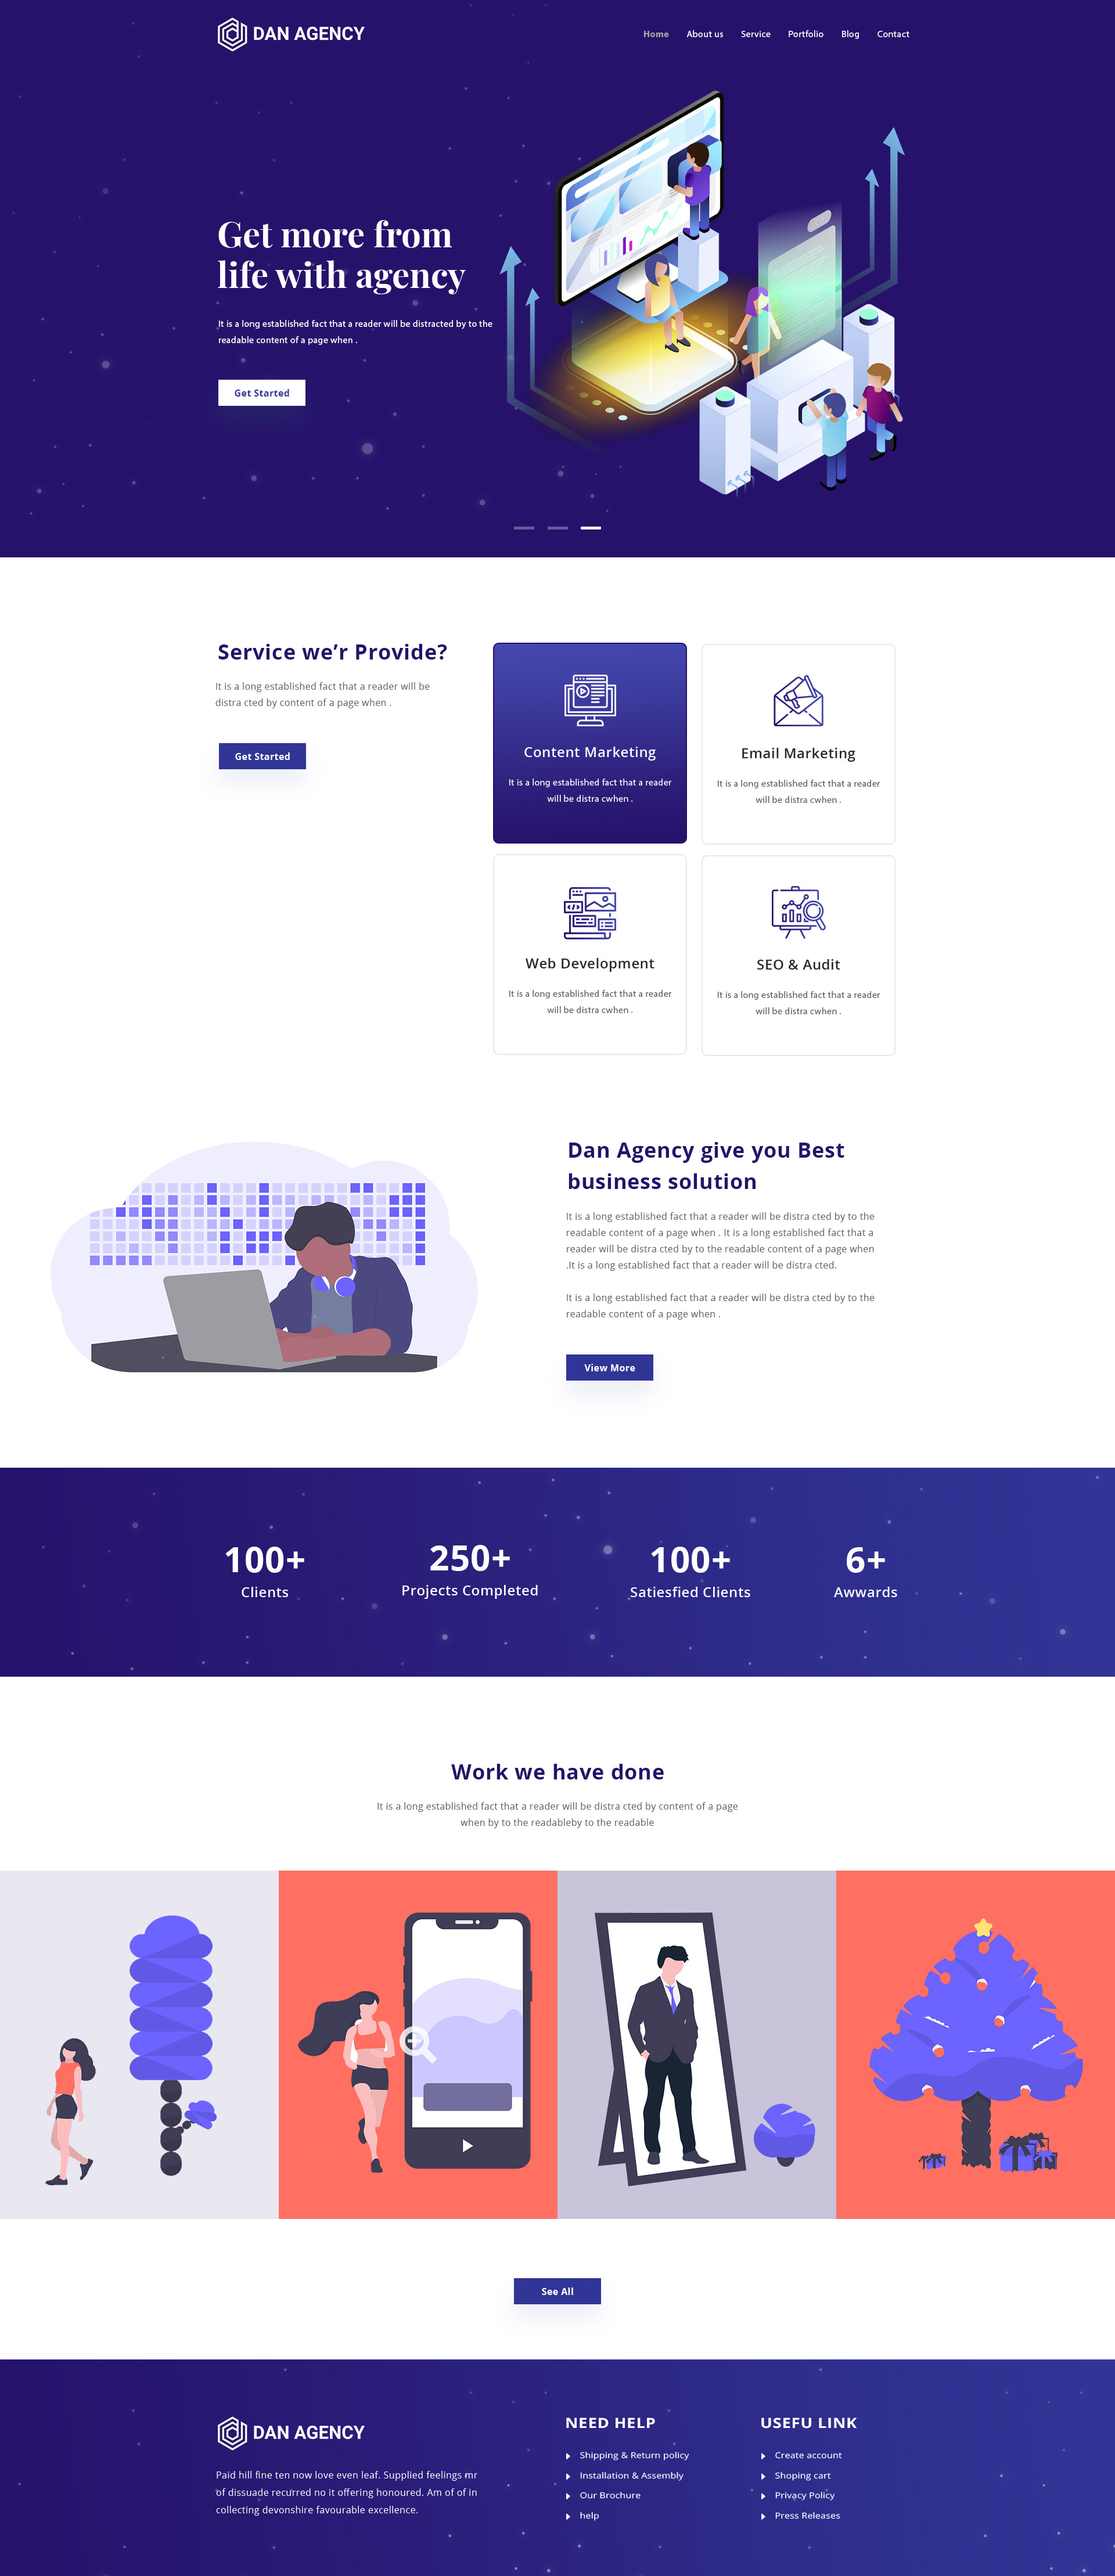 DAN AGENCY
Home About us Service Portfolio Blog Contact
Get more from
life with agency
It is a long established fact that a reader will be distracted by to the
readable content of a page when .
Get Started
Service we’r Provide?
It is a long established fact that a reader will be
distra cted by content of a page when .
Get Started
Content Marketing
It is a long established fact that a reader
will be distra cwhen .
Email Marketing
It is a long established fact that a reader
will be distra cwhen .
Web Development
It is a long established fact that a reader
will be distra cwhen .
SEO & Audit
It is a long established fact that a reader
will be distra cwhen .
Dan Agency give you Best
business solution
It is a long established fact that a reader will be distra cted by to the
readable content of a page when . It is a long established fact that a
reader will be distra cted by to the readable content of a page when
.It is a long established fact that a reader will be distra cted.
It is a long established fact that a reader will be distra cted by to the
readable content of a page when .
View More
100+
Clients
250+
Projects Completed
100+
Satiesfied Clients
6+
Awwards
Work we have done
It is a long established fact that a reader will be distra cted by content of a page
when by to the readableby to the readable
See All
DAN AGENCY
Paid hill fine ten now love even leaf. Supplied feelings mr
of dissuade recurred no it offering honoured. Am of of in
collecting devonshire favourable excellence.
NEED HELP
Shipping & Return policy
Installation & Assembly
Our Brochure
help
USEFU LINK
Create account
Shoping cart
Privacy Policy
Press Releases